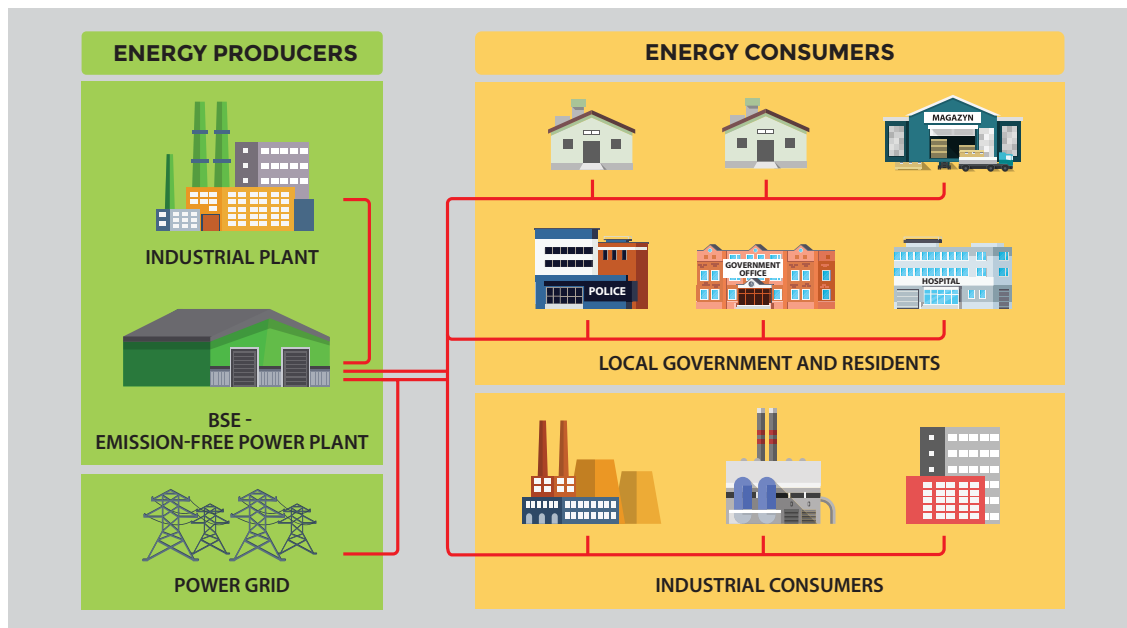 ENERGY PRODUCERS
INDUSTRIAL PLANT
BSE -
EMISSION-FREE POWER PLANT
POWER GRID
ENERGY CONSUMERS
MAGAZYN
POLICE
GOVERNMENT
OFFICE
HOSPITAL
LOCAL GOVERNMENT AND RESIDENTS
INDUSTRIAL CONSUMERS